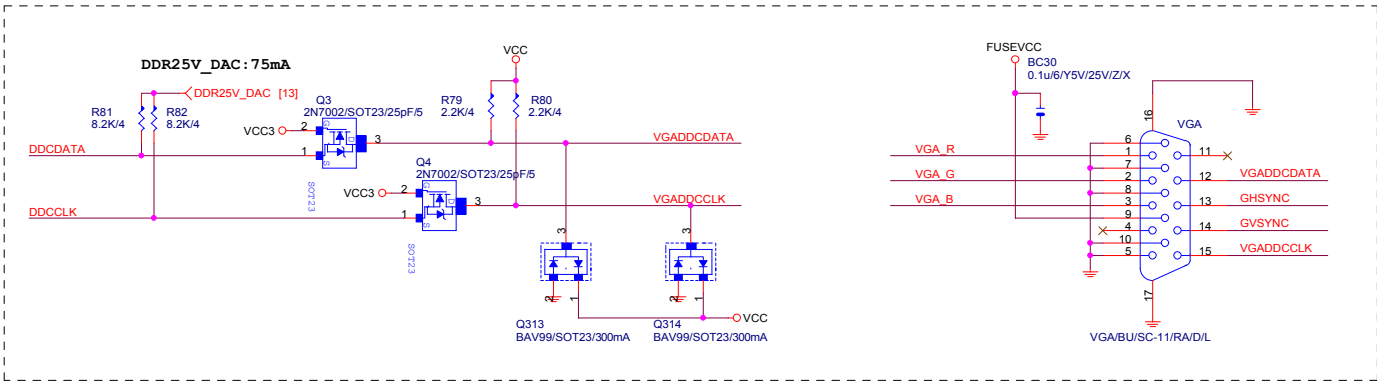 DDR25V_DAC:75mA
DDR25V_DAC [13]
R81
8.2K/4
R82
8.2K/4
Q3
2N7002/SOT23/25pF/5
VCC3
2
G
D
S
1
3
DDCDATA
SOT23
Q4
2N7002/SOT23/25pF/5
VCC3
2
G
D
S
1
3
DDCCLK
SOT23
VCC
R79
2.2K/4
R80
2.2K/4
VGADDCDATA
VGADDCCLK
3
2
1
3
2
1
VCC
Q313
BAV99/SOT23/300mA
Q314
BAV99/SOT23/300mA
FUSEVCC
BC30
0.1u/6/Y5V/25V/Z/X
VGA_R
VGA_G
VGA_B
16
VGA
6
1
7
2
8
3
9
4
10
5
11
12
13
14
15
VGADDCDATA
GHSYNC
GVSYNC
VGADDCCLK
17
VGA/BU/SC-11/RA/D/L